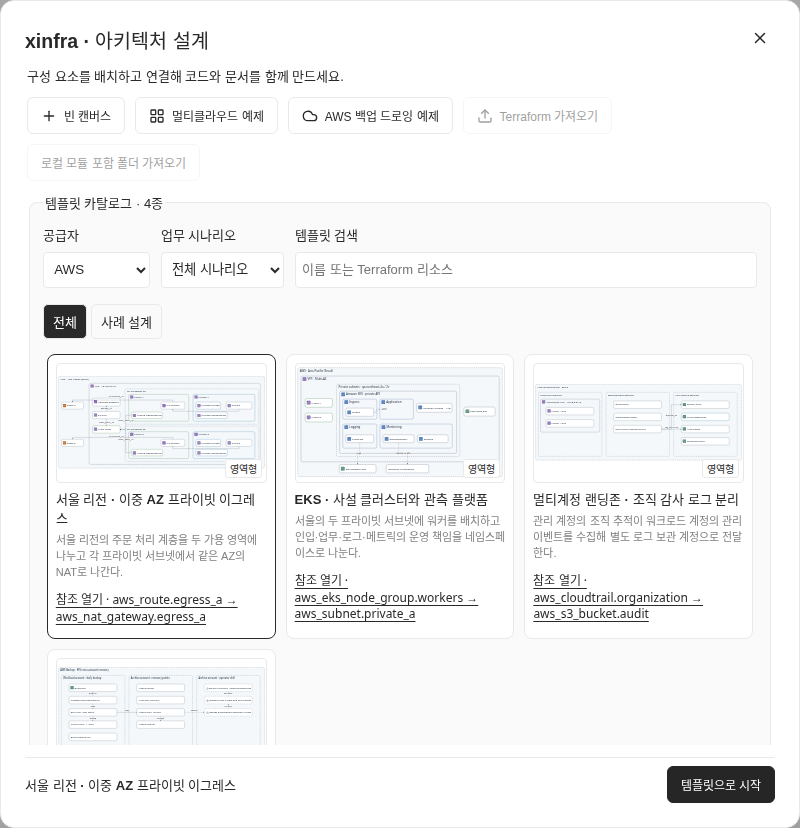 xinfra · 아키텍처 설계
구성 요소를 배치하고 연결해 코드와 문서를 함께 만드세요.
빈 캔버스
멀티클라우드 예제
AWS 백업 드로잉 예제
Terraform 가져오기
로컬 모듈 포함 폴더 가져오기
템플릿 카탈로그 · 4종
공급자
업무 시나리오
템플릿 검색
AWS
전체 시나리오
이름 또는 Terraform 리소스
전체
사례 설계
영역형
서울 리전 · 이중 AZ 프라이빗 이그레
스
서울 리전의 주문 처리 계층을 두 가용 영역에
나누고 각 프라이빗 서브넷에서 같은 AZ의
NAT로 나간다.
참조 열기 · aws_route.egress_a →
aws_nat_gateway.egress_a
영역형
EKS · 사설 클러스터와 관측 플랫폼
서울의 두 프라이빗 서브넷에 워커를 배치하고
인입·업무·로그·메트릭의 운영 책임을 네임스페
이스로 나눈다.
참조 열기 ·
aws_eks_node_group.workers →
aws_subnet.private_a
영역형
멀티계정 랜딩존 · 조직 감사 로그 분리
관리 계정의 조직 추적이 워크로드 계정의 관리
이벤트를 수집해 별도 로그 보관 계정으로 전달
한다.
참조 열기 ·
aws_cloudtrail.organization →
aws_s3_bucket.audit
서울 리전 · 이중 AZ 프라이빗 이그레스
템플릿으로 시작